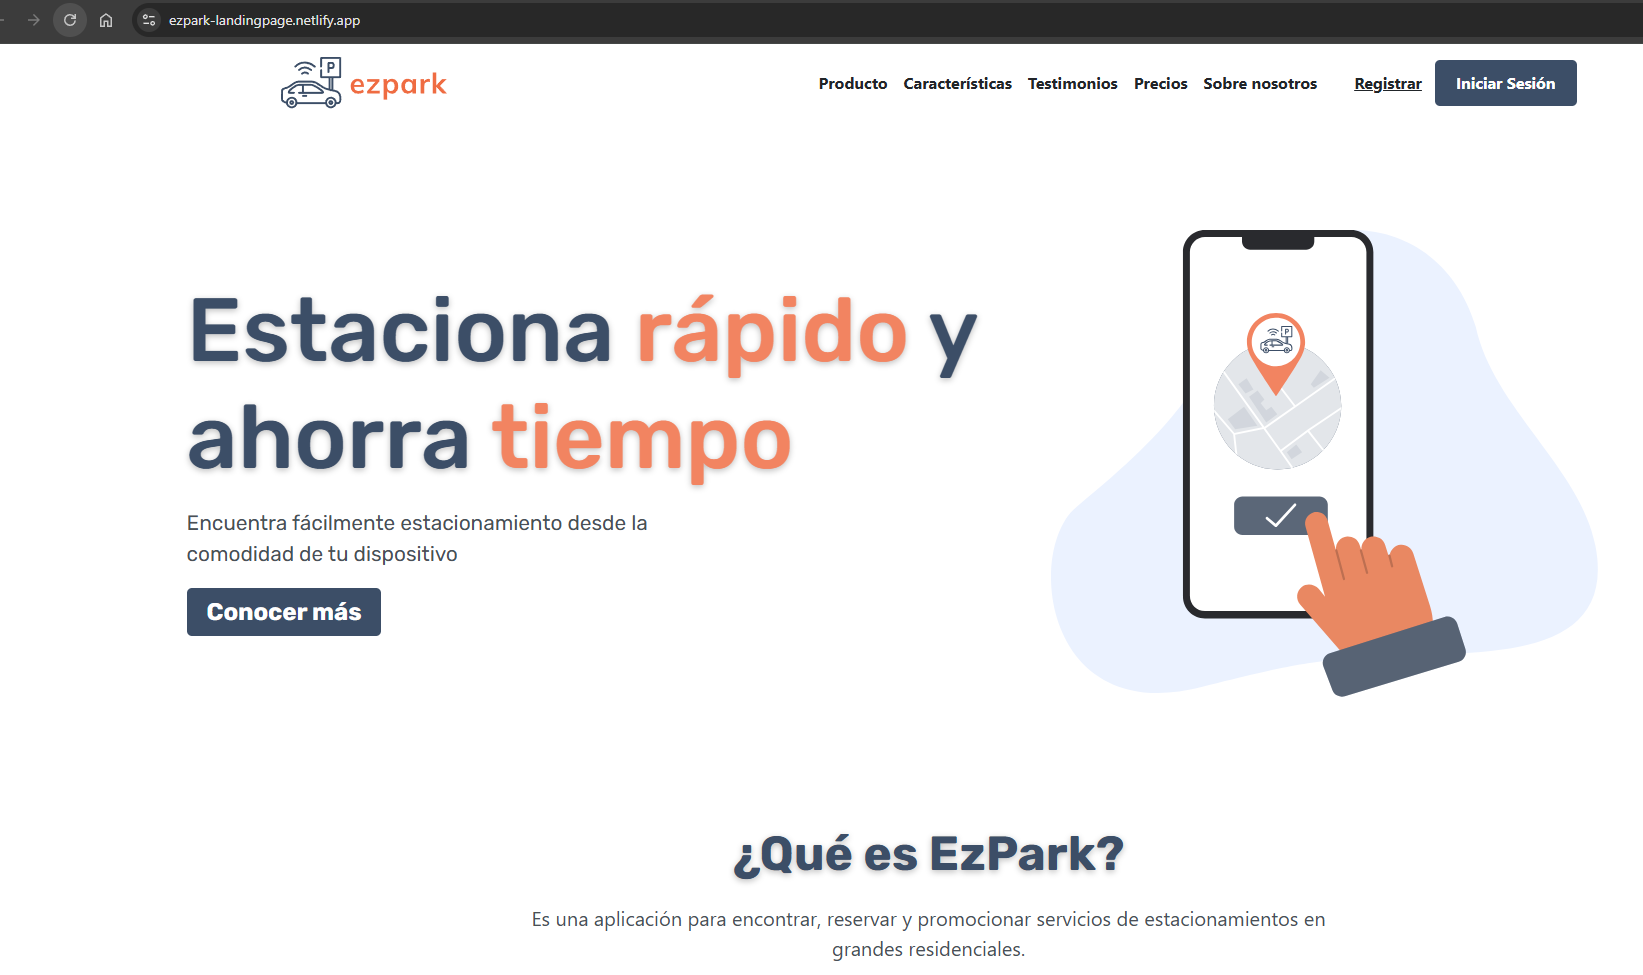 ezpark-landingpage.netlify.app
P ezpark
Producto Características Testimonios Precios Sobre nosotros Registrar Iniciar Sesión
Estaciona rápido y
ahorra tiempo
P
Encuentra fácilmente estacionamiento desde la
comodidad de tu dispositivo
Conocer más
¿Qué es EzPark?
Es una aplicación para encontrar, reservar y promocionar servicios de estacionamientos en
grandes residenciales.